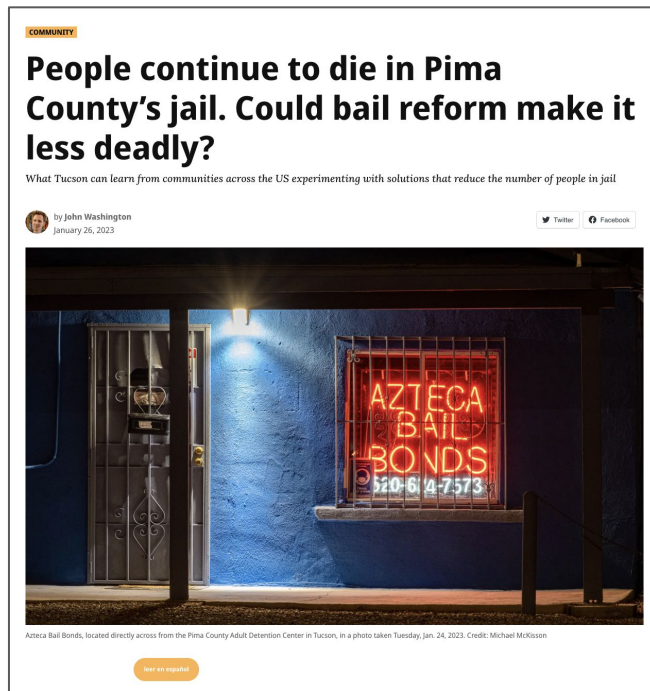 COMMUNITY
People continue to die in Pima
County’s jail. Could bail reform make it
less deadly?
What Tucson can learn from communities across the US experimenting with solutions that reduce the number of people in jail
by John Washington
January 26, 2023
Twitter
Facebook
AZTECA
BAIL
BONDS
Azteca Bail Bonds, located directly across from the Pima County Adult Detention Center in Tucson, in a photo taken Tuesday, Jan. 24, 2023. Credit: Michael McKisson
leer en español